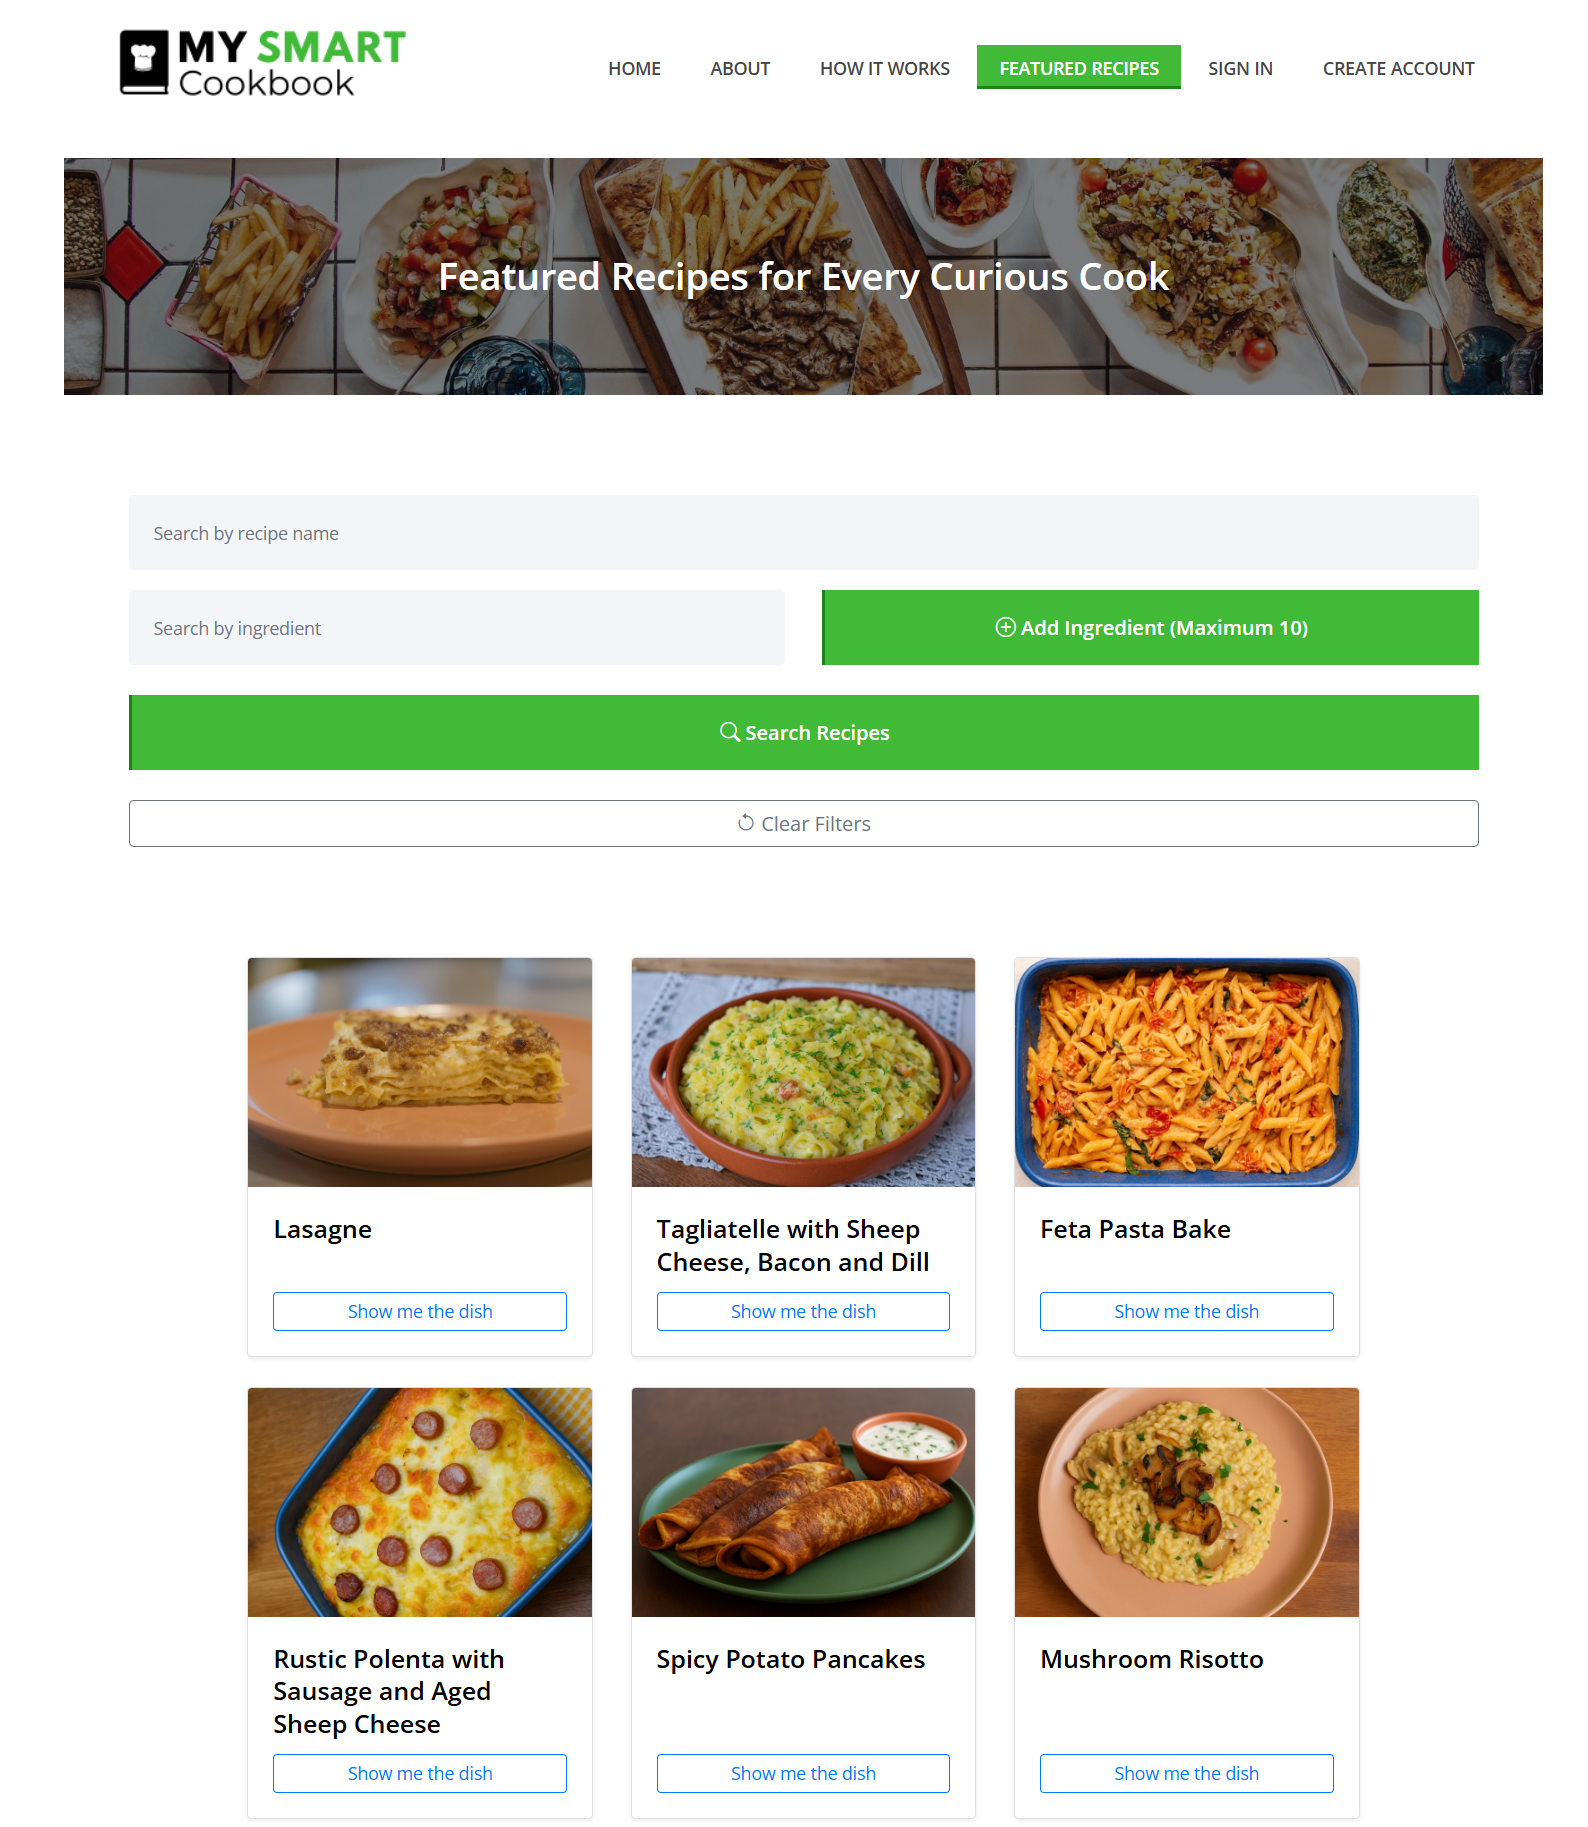 MY SMART
Cookbook
HOME ABOUT HOW IT WORKS FEATURED RECIPES SIGN IN CREATE ACCOUNT
Featured Recipes for Every Curious Cook
Search by recipe name
Search by ingredient
Add Ingredient (Maximum 10)
Search Recipes
Clear Filters
Lasagne
Show me the dish
Tagliatelle with Sheep
Cheese, Bacon and Dill
Show me the dish
Feta Pasta Bake
Show me the dish
Rustic Polenta with
Sausage and Aged
Sheep Cheese
Show me the dish
Spicy Potato Pancakes
Show me the dish
Mushroom Risotto
Show me the dish